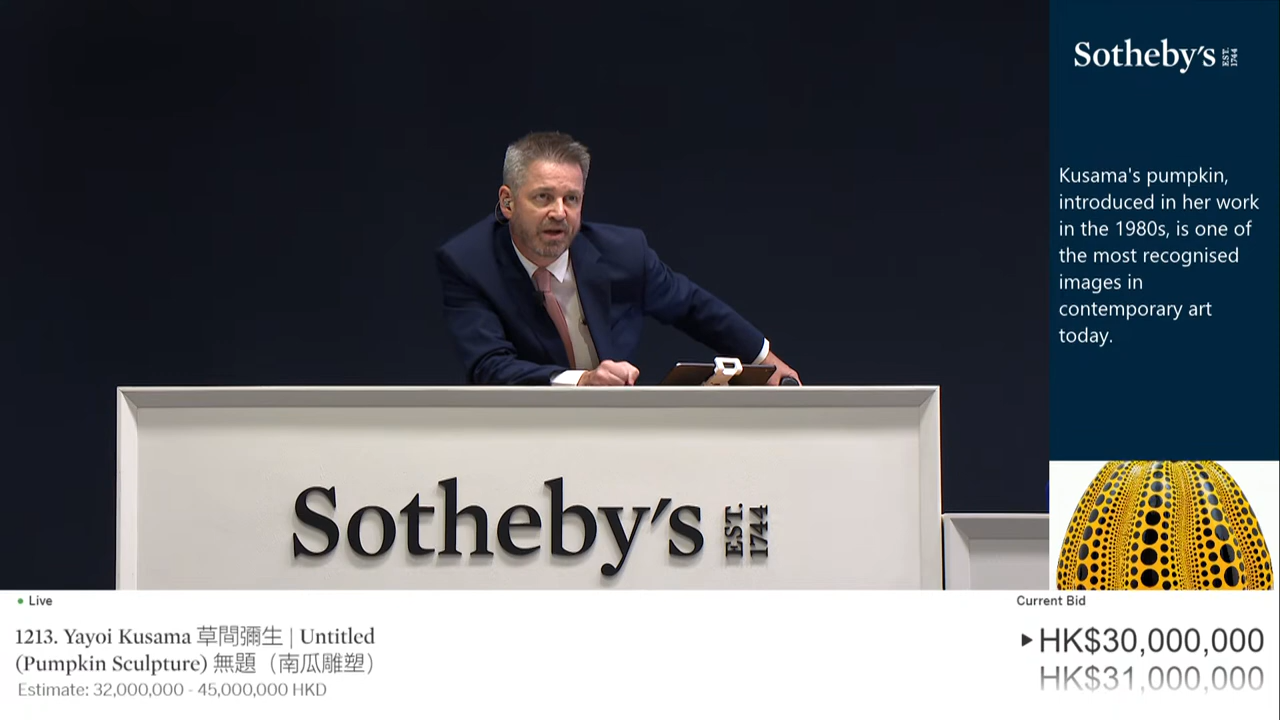 Sotheby's EST. 1744
Kusama's pumpkin,
introduced in her work
in the 1980s, is one of
the most recognised
images in
contemporary art
today.
Sotheby's EST. 1744
Live
1213. Yayoi Kusama 草間彌生 | Untitled
(Pumpkin Sculpture) 無題（南瓜雕塑）
Estimate: 32,000,000 - 45,000,000 HKD
Current Bid
HK$30,000,000
HK$31,000,000